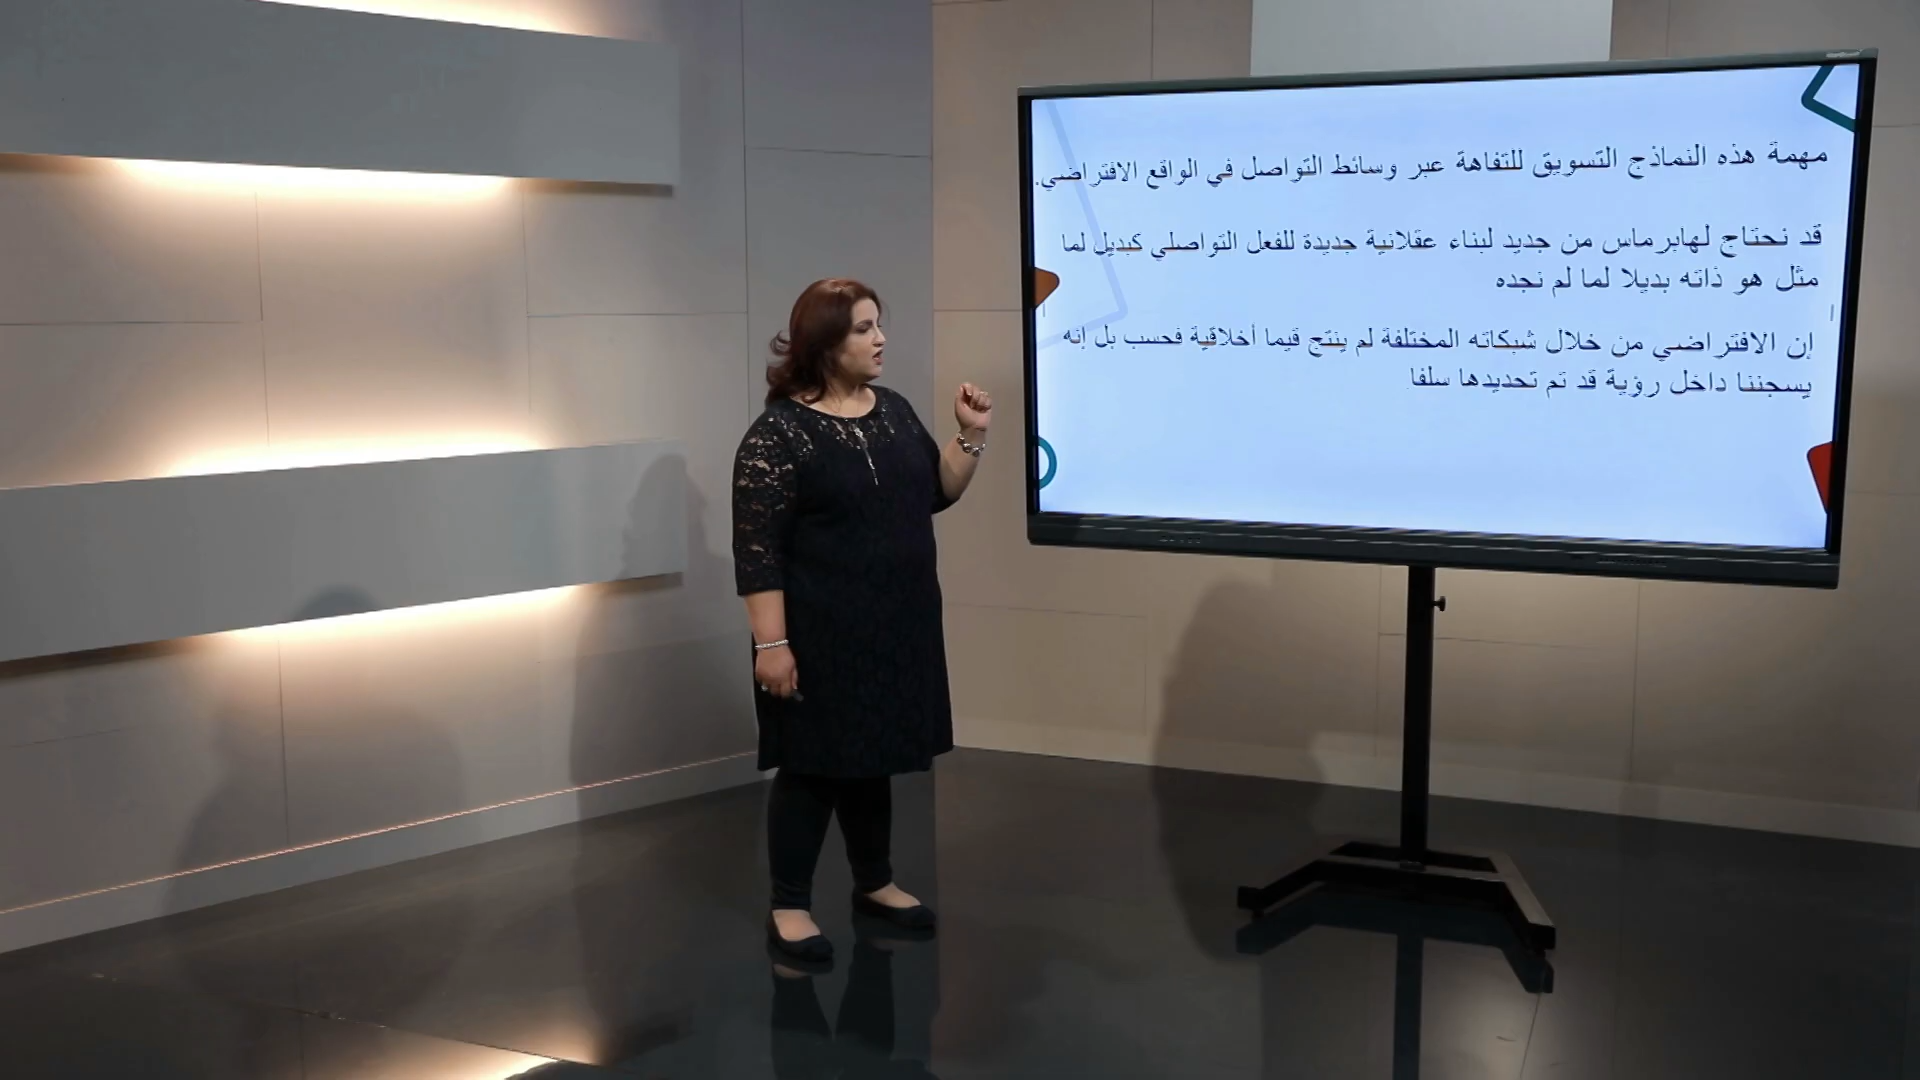 مهمة هذه النماذج التسويق للتفاهة عبر وسائط التواصل في الواقع الافتراضي.
قد نحتاج لهابرماس من جديد لبناء عقلانية جديدة للفعل التواصلي كبديل لما
مثل هو ذاته بديلا لما لم نجده
إن الافتراضي من خلال شبكاته المختلفة لم ينتج قيما أخلاقية فحسب بل إنه
يسجننا داخل رؤية قد تم تحديدها سلفا